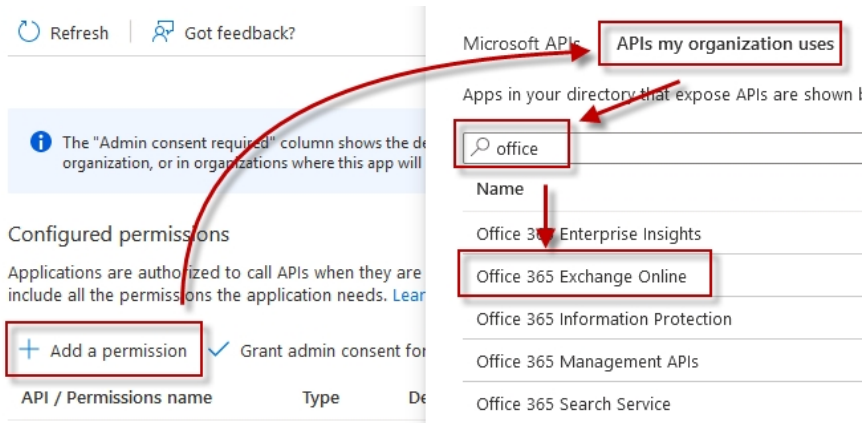 Refresh
Got feedback?
The "Admin consent required" column shows the de
organization, or in organizations where this app will
Configured permissions
Applications are authorized to call APIs when they are
include all the permissions the application needs. Lear
Add a permission
Grant admin consent for
API / Permissions name
Type
De
Microsoft APIs
APIs my organization uses
Apps in your directory that expose APIs are shown b
office
Name
Office 365 Enterprise Insights
Office 365 Exchange Online
Office 365 Information Protection
Office 365 Management APIs
Office 365 Search Service